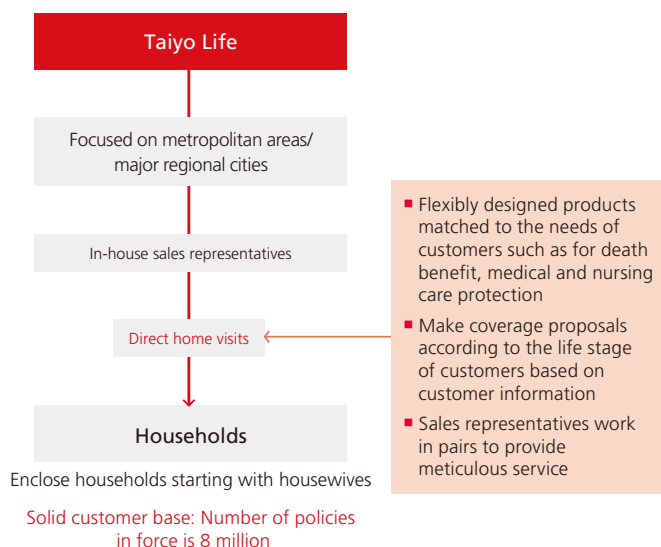 Taiyo Life
Focused on metropolitan areas/
major regional cities
In-house sales representatives
Direct home visits
Households
Enclose households starting with housewives
Solid customer base: Number of policies
in force is 8 million
■ Flexibly designed products
matched to the needs of
customers such as for death
benefit, medical and nursing
care protection
■ Make coverage proposals
according to the life stage
of customers based on
customer information
■ Sales representatives work
in pairs to provide
meticulous service